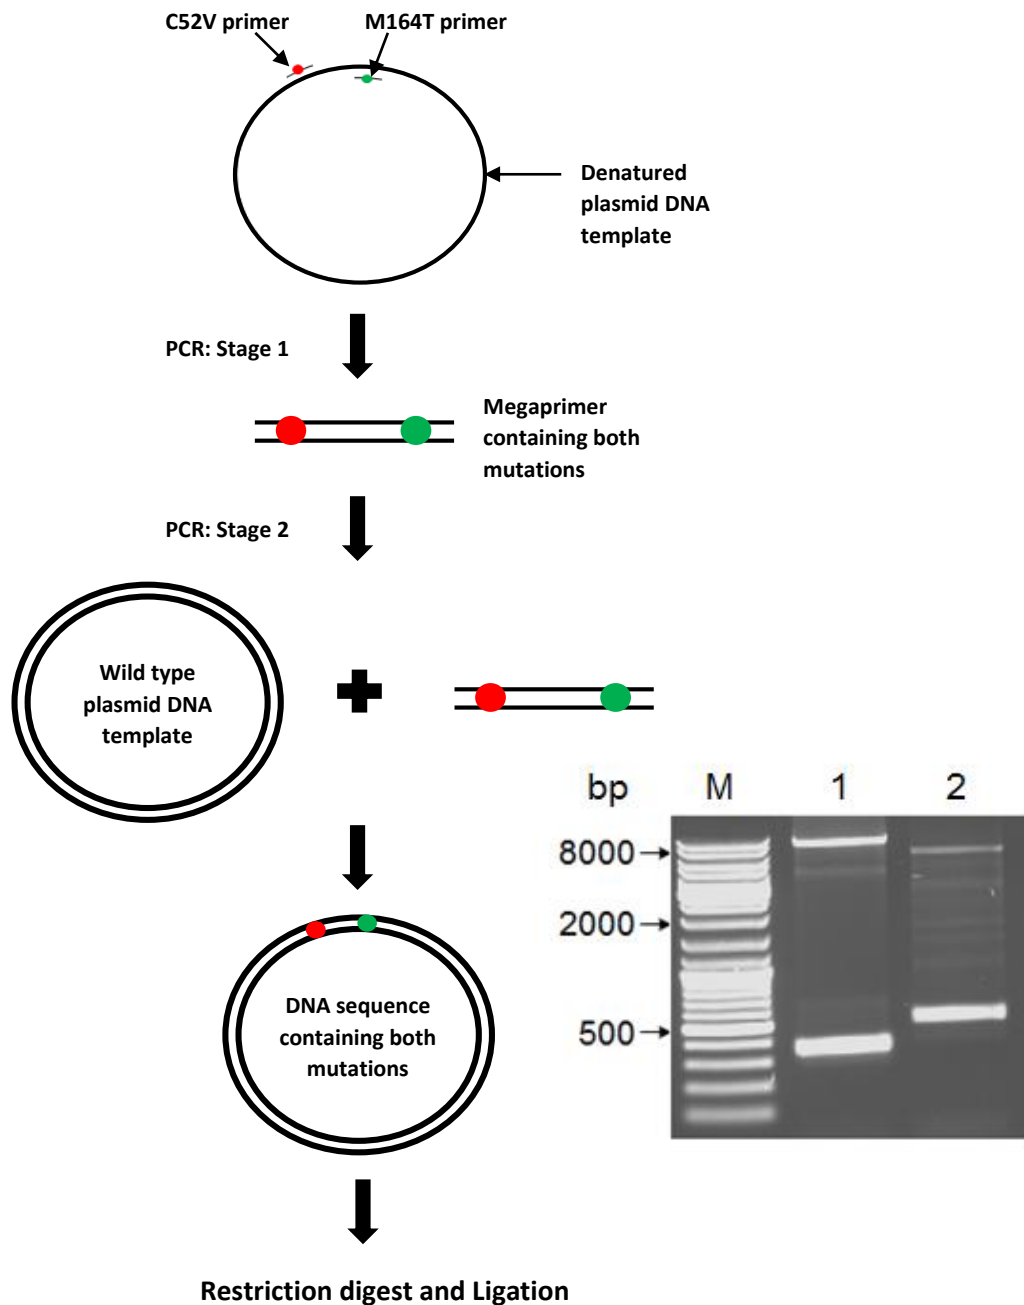 C52V primer
M164T primer
Denatured
plasmid DNA
template
PCR: Stage 1
Megaprimer
containing both
mutations
PCR: Stage 2
Wild type
plasmid DNA
template
bp M 1 2
8000
2000
500
DNA sequence
containing both
mutations
Restriction digest and Ligation